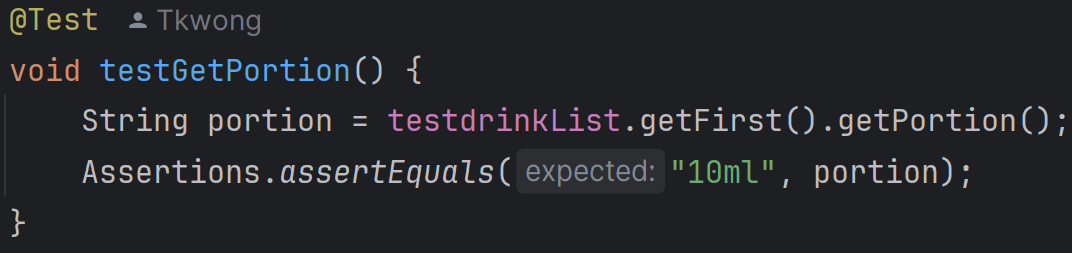 @Test Tkwong
void testGetPortion() {
String portion = testdrinkList.getFirst().getPortion();
Assertions.assertEquals( expected: "10ml", portion);
}